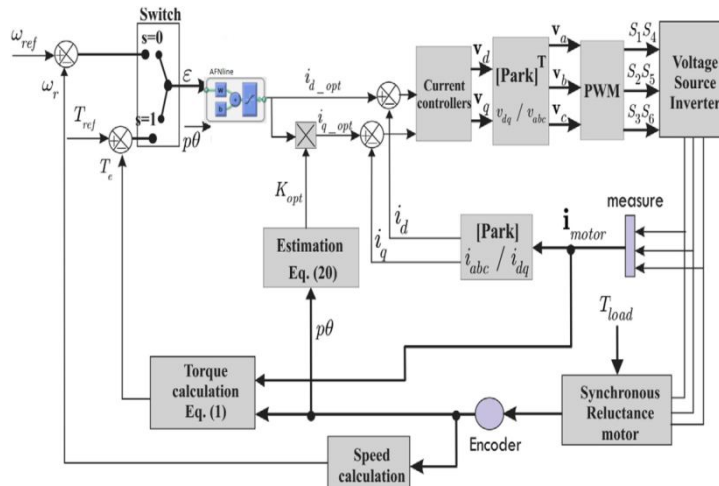 Switch
ω_ref
s=0
ω_r
ε
AFNline
w
b
i_d_opt
T_ref
s=1
pθ
i_q_opt
T_e
K_opt
Current
controllers
v_d
v_q
[Park]^T
v_dq / v_abc
v_a
v_b
v_c
PWM
S_1S_4
S_2S_5
S_3S_6
Voltage
Source
Inverter
measure
i_motor
[Park]
i_abc / i_dq
i_d
i_q
Estimation
Eq. (20)
pθ
T_load
Torque
calculation
Eq. (1)
Synchronous
Reluctance
motor
Encoder
Speed
calculation